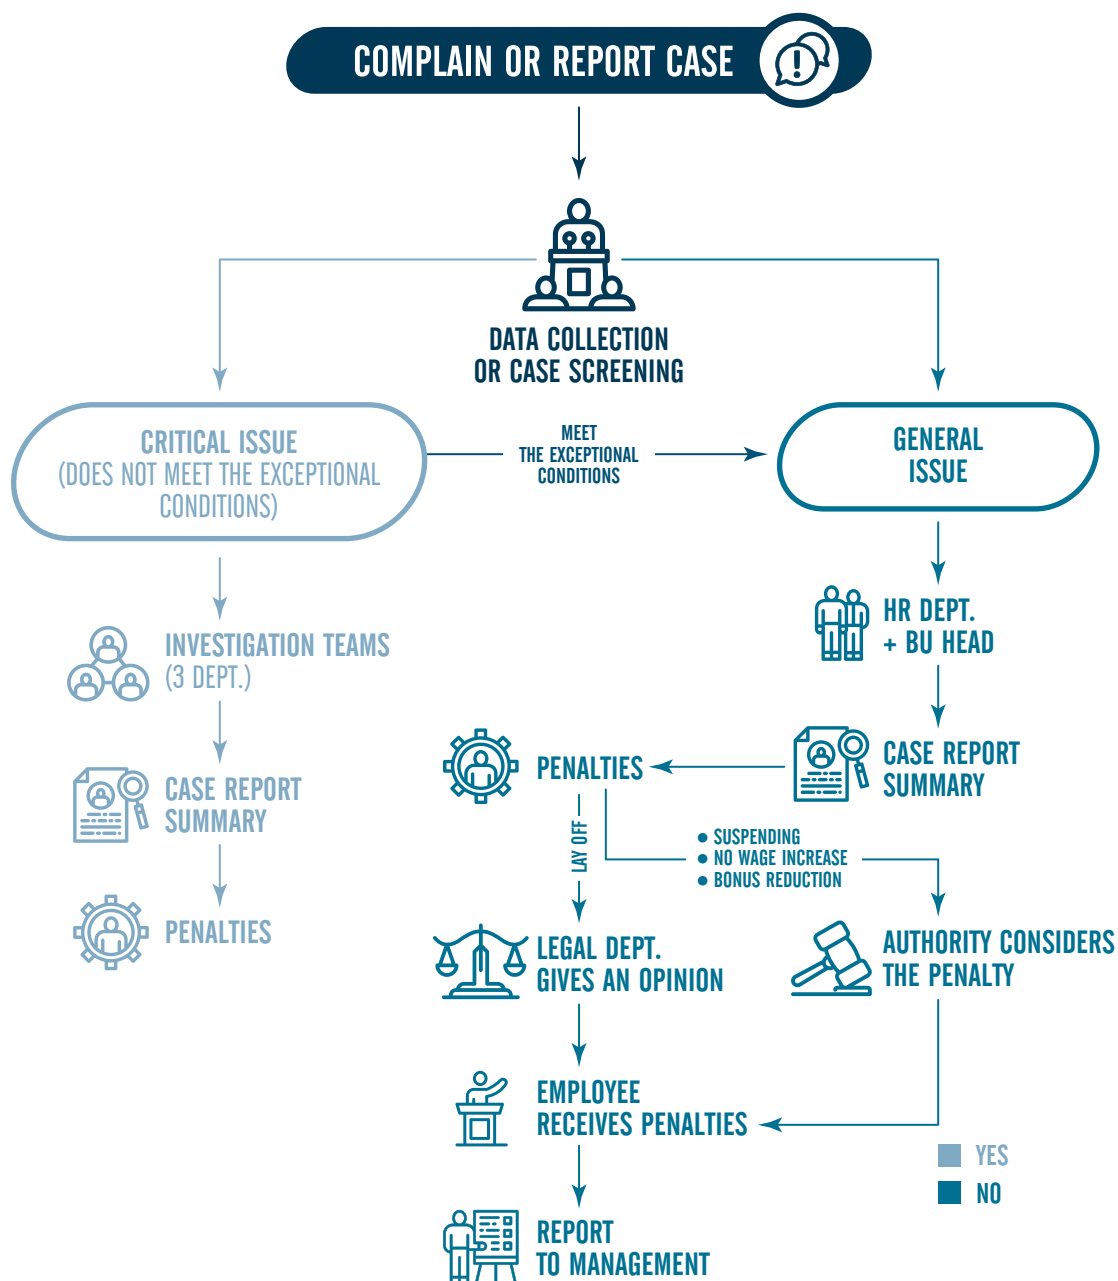 COMPLAIN OR REPORT CASE
DATA COLLECTION
OR CASE SCREENING
CRITICAL ISSUE
(DOES NOT MEET THE EXCEPTIONAL
CONDITIONS)
MEET
THE EXCEPTIONAL
CONDITIONS
GENERAL
ISSUE
INVESTIGATION TEAMS
(3 DEPT.)
CASE REPORT
SUMMARY
PENALTIES
HR DEPT.
+ BU HEAD
CASE REPORT
SUMMARY
PENALTIES
LAY OFF
● SUSPENDING
● NO WAGE INCREASE
● BONUS REDUCTION
LEGAL DEPT.
GIVES AN OPINION
AUTHORITY CONSIDERS
THE PENALTY
EMPLOYEE
RECEIVES PENALTIES
REPORT
TO MANAGEMENT
YES
NO